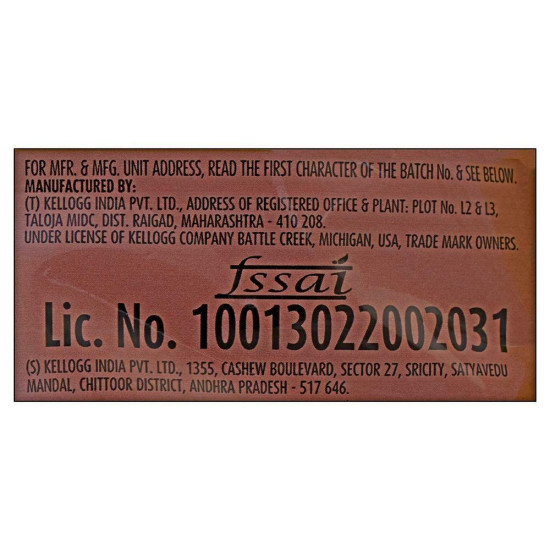 FOR MFR. & MFG. UNIT ADDRESS, READ THE FIRST CHARACTER OF THE BATCH No. & SEE BELOW.
MANUFACTURED BY:
(T) KELLOGG INDIA PVT. LTD., ADDRESS OF REGISTERED OFFICE & PLANT: PLOT No. L2 & L3,
TALOJA MIDC, DIST. RAIGAD, MAHARASHTRA - 410 208.
UNDER LICENSE OF KELLOGG COMPANY BATTLE CREEK, MICHIGAN, USA, TRADE MARK OWNERS.
fssai
Lic. No. 10013022002031
(S) KELLOGG INDIA PVT. LTD., 1355, CASHEW BOULEVARD, SECTOR 27, SRICITY, SATYAVEDU
MANDAL, CHITTOOR DISTRICT, ANDHRA PRADESH - 517 646.